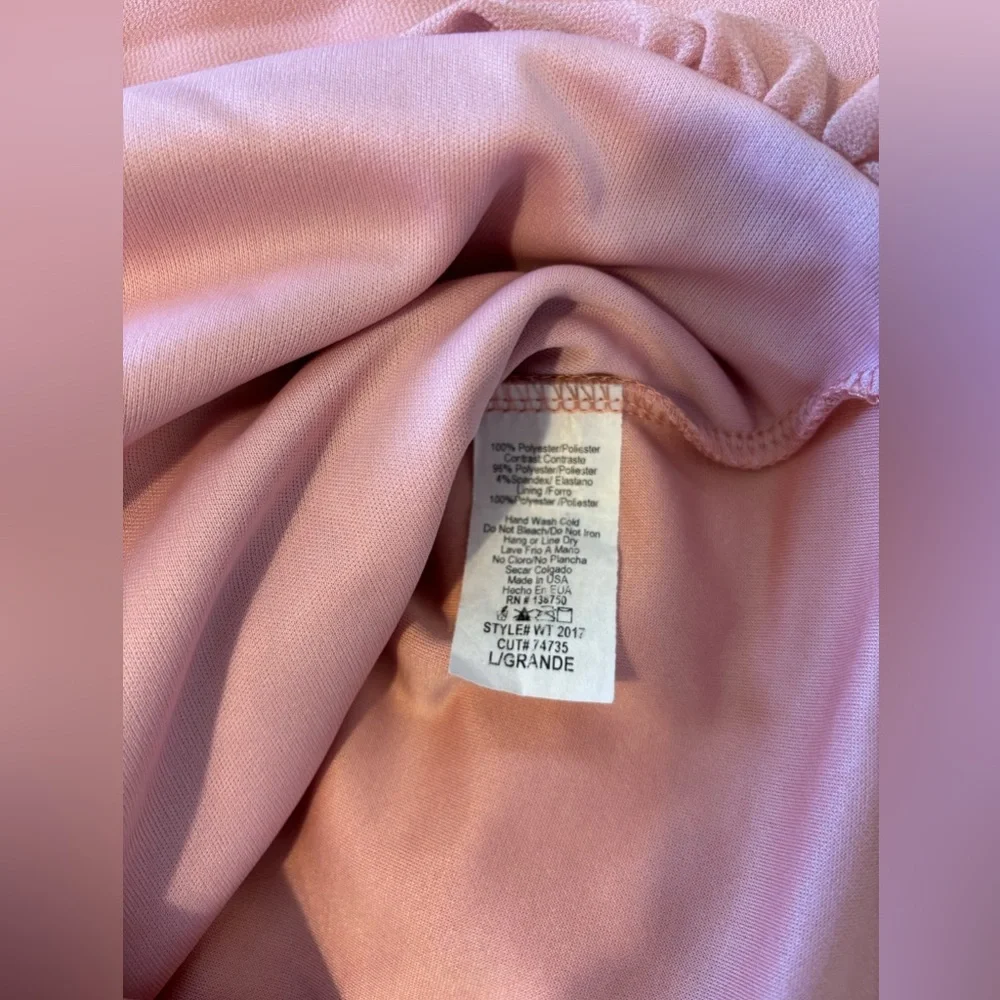 100% Polyester/Poliester
Contrast:Contraste
96% Polyester/Poliester
4%Spandex/ Elastano
Lining /Forro
100%Polyester /Poliester
Hand Wash Cold
Do Not Bleach/Do Not Iron
Hang or Line Dry
Lave Frio A Mano
No Cloro/No Plancha
Secar Colgado
Made in USA
Hecho En EUA
RN # 138750
STYLE# WT 2017
CUT# 74735
L/GRANDE